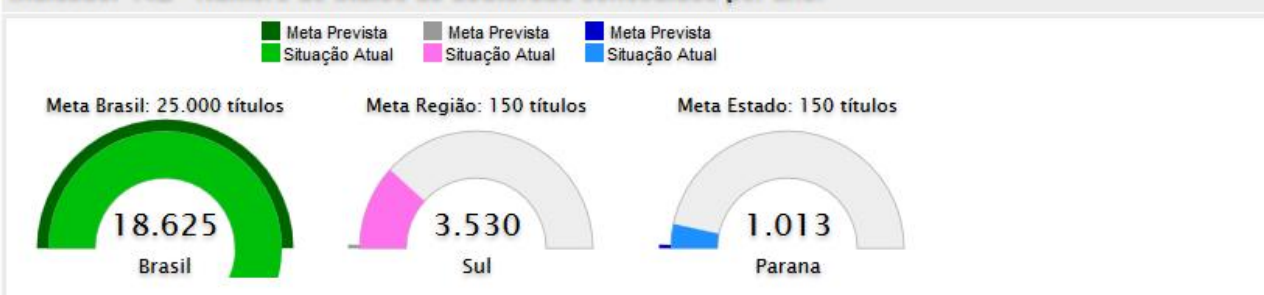 Meta Prevista Meta Prevista Meta Prevista
Situação Atual Situação Atual Situação Atual
Meta Brasil: 25.000 títulos Meta Região: 150 títulos Meta Estado: 150 títulos
18.625 3.530 1.013
Brasil Sul Parana